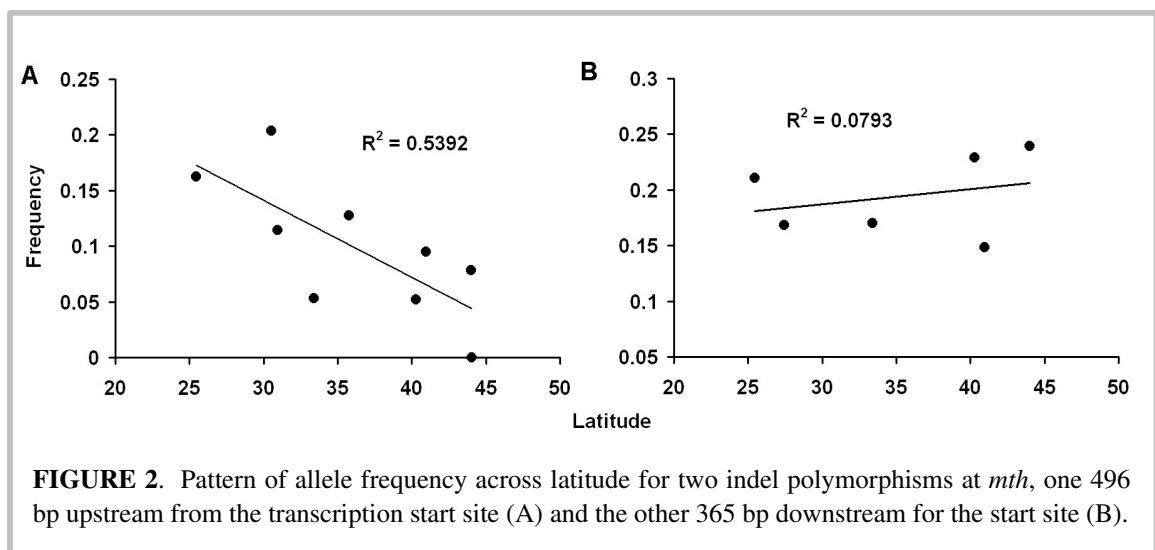 A
0.25
0.2
0.15
0.1
0.05
0
Frequency
R² = 0.5392
20 25 30 35 40 45 50
B
0.3
0.25
0.2
0.15
0.1
0.05
R² = 0.0793
20 25 30 35 40 45 50
Latitude
FIGURE 2. Pattern of allele frequency across latitude for two indel polymorphisms at mth, one 496
bp upstream from the transcription start site (A) and the other 365 bp downstream for the start site (B).